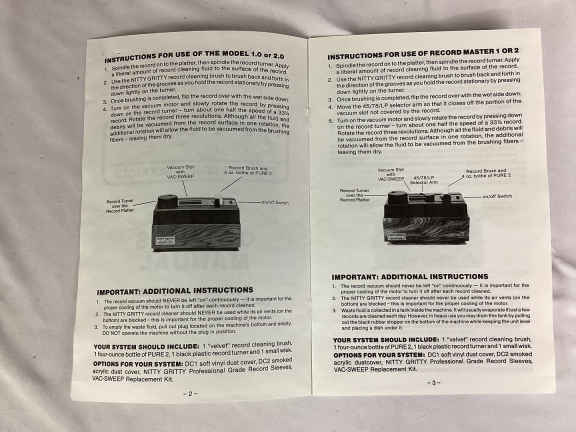 INSTRUCTIONS FOR USE OF THE MODEL 1.0 or 2.0
1. Spindle the record on to the platter, then spindle the record turner. Apply
a liberal amount of record cleaning fluid to the surface of the record.
2. Use the NITTY GRITTY record cleaning brush to brush back and forth in
the direction of the grooves as you hold the record stationary by pressing
down lightly on the turner.
3. Once brushing is completed, flip the record over with the wet side down.
4. Turn on the vacuum and slowly rotate the record by pressing
down on the record turner – turn about one half the speed of a 33⅓
record. Rotate the record three revolutions. Although all the fluid and
debris will be vacuumed from the record surface in one rotation, the
additional rotation will allow the fluid to be vacuumed from the brushing
fibers – leaving them dry.
Vacuum Slot
with
VAC-SWEEP
Record Brush and
4 oz. bottle of PURE 2
Record Turner
over the
Record Platter
on/off Switch
IMPORTANT: ADDITIONAL INSTRUCTIONS
1. The record vacuum should NEVER be left "on" continuously — it is important for the
proper cooling of the motor to turn it off after each record cleaned.
2. The NITTY GRITTY record cleaner should NEVER be used while its air vents (on the
bottom) are blocked – this is important for the proper cooling of the motor.
3. To empty the waste fluid, pull out plug located on the machine's bottom and empty.
DO NOT operate the machine without the plug in position.
YOUR SYSTEM SHOULD INCLUDE: 1 "velvet" record cleaning brush,
1 four-ounce bottle of PURE 2, 1 black plastic record turner and 1 small wisk.
OPTIONS FOR YOUR SYSTEM: DC1 soft vinyl dust cover, DC2 smoked
acrylic dust cover, NITTY GRITTY Professional Grade Record Sleeves,
VAC-SWEEP Replacement Kit.
– 2 –
INSTRUCTIONS FOR USE OF RECORD MASTER 1 OR 2
1. Spindle the record on to the platter, then spindle the record turner. Apply
a liberal amount of record cleaning fluid to the surface of the record.
2. Use the NITTY GRITTY record cleaning brush to brush back and forth in
the direction of the grooves as you hold the record stationary by pressing
down lightly on the turner.
3. Once brushing is completed, flip the record over with the wet side down.
4. Move the 45/78/LP selector arm so that it closes off the portion of the
vacuum slot not covered by the record.
5. Turn on the vacuum and slowly rotate the record by pressing down
on the record turner – turn about one half the speed of a 33 record.
Rotate the record three revolutions. Although all the fluid and debris will
be vacuumed from the record surface in one rotation, the additional
rotation will allow the fluid to be vacuumed from the brushing fibers –
leaving them dry.
Vacuum Slot
with
VAC-SWEEP
45/78/LP
Selector Arm
Record Brush and
4 oz. bottle of PURE 2
Record Turner
over the
Record Platter
on/off Switch
IMPORTANT: ADDITIONAL INSTRUCTIONS
1. The record vacuum should never be left "on" continuously — it is important for the
proper cooling of the motor to turn it off after each record cleaned.
2. The NITTY GRITTY record cleaner should never be used while its air vents (on the
bottom) are blocked – this is important for the proper cooling of the motor.
3. Waste fluid is collected in a tank inside the machine. It will usually evaporate if only a few
records are cleaned each day. However, in heavy use you may drain this tank by pulling
out the black rubber stopper on the bottom of the machine while keeping the unit level
and placing a dish under it.
YOUR SYSTEM SHOULD INCLUDE: 1 "velvet" record cleaning brush,
1 four-ounce bottle of PURE 2, 1 black plastic record turner and 1 small wisk.
OPTIONS FOR YOUR SYSTEM: DC1 soft vinyl dust cover, DC2 smoked
acrylic dust cover, NITTY GRITTY Professional Grade Record Sleeves,
VAC-SWEEP Replacement Kit.
– 3 –